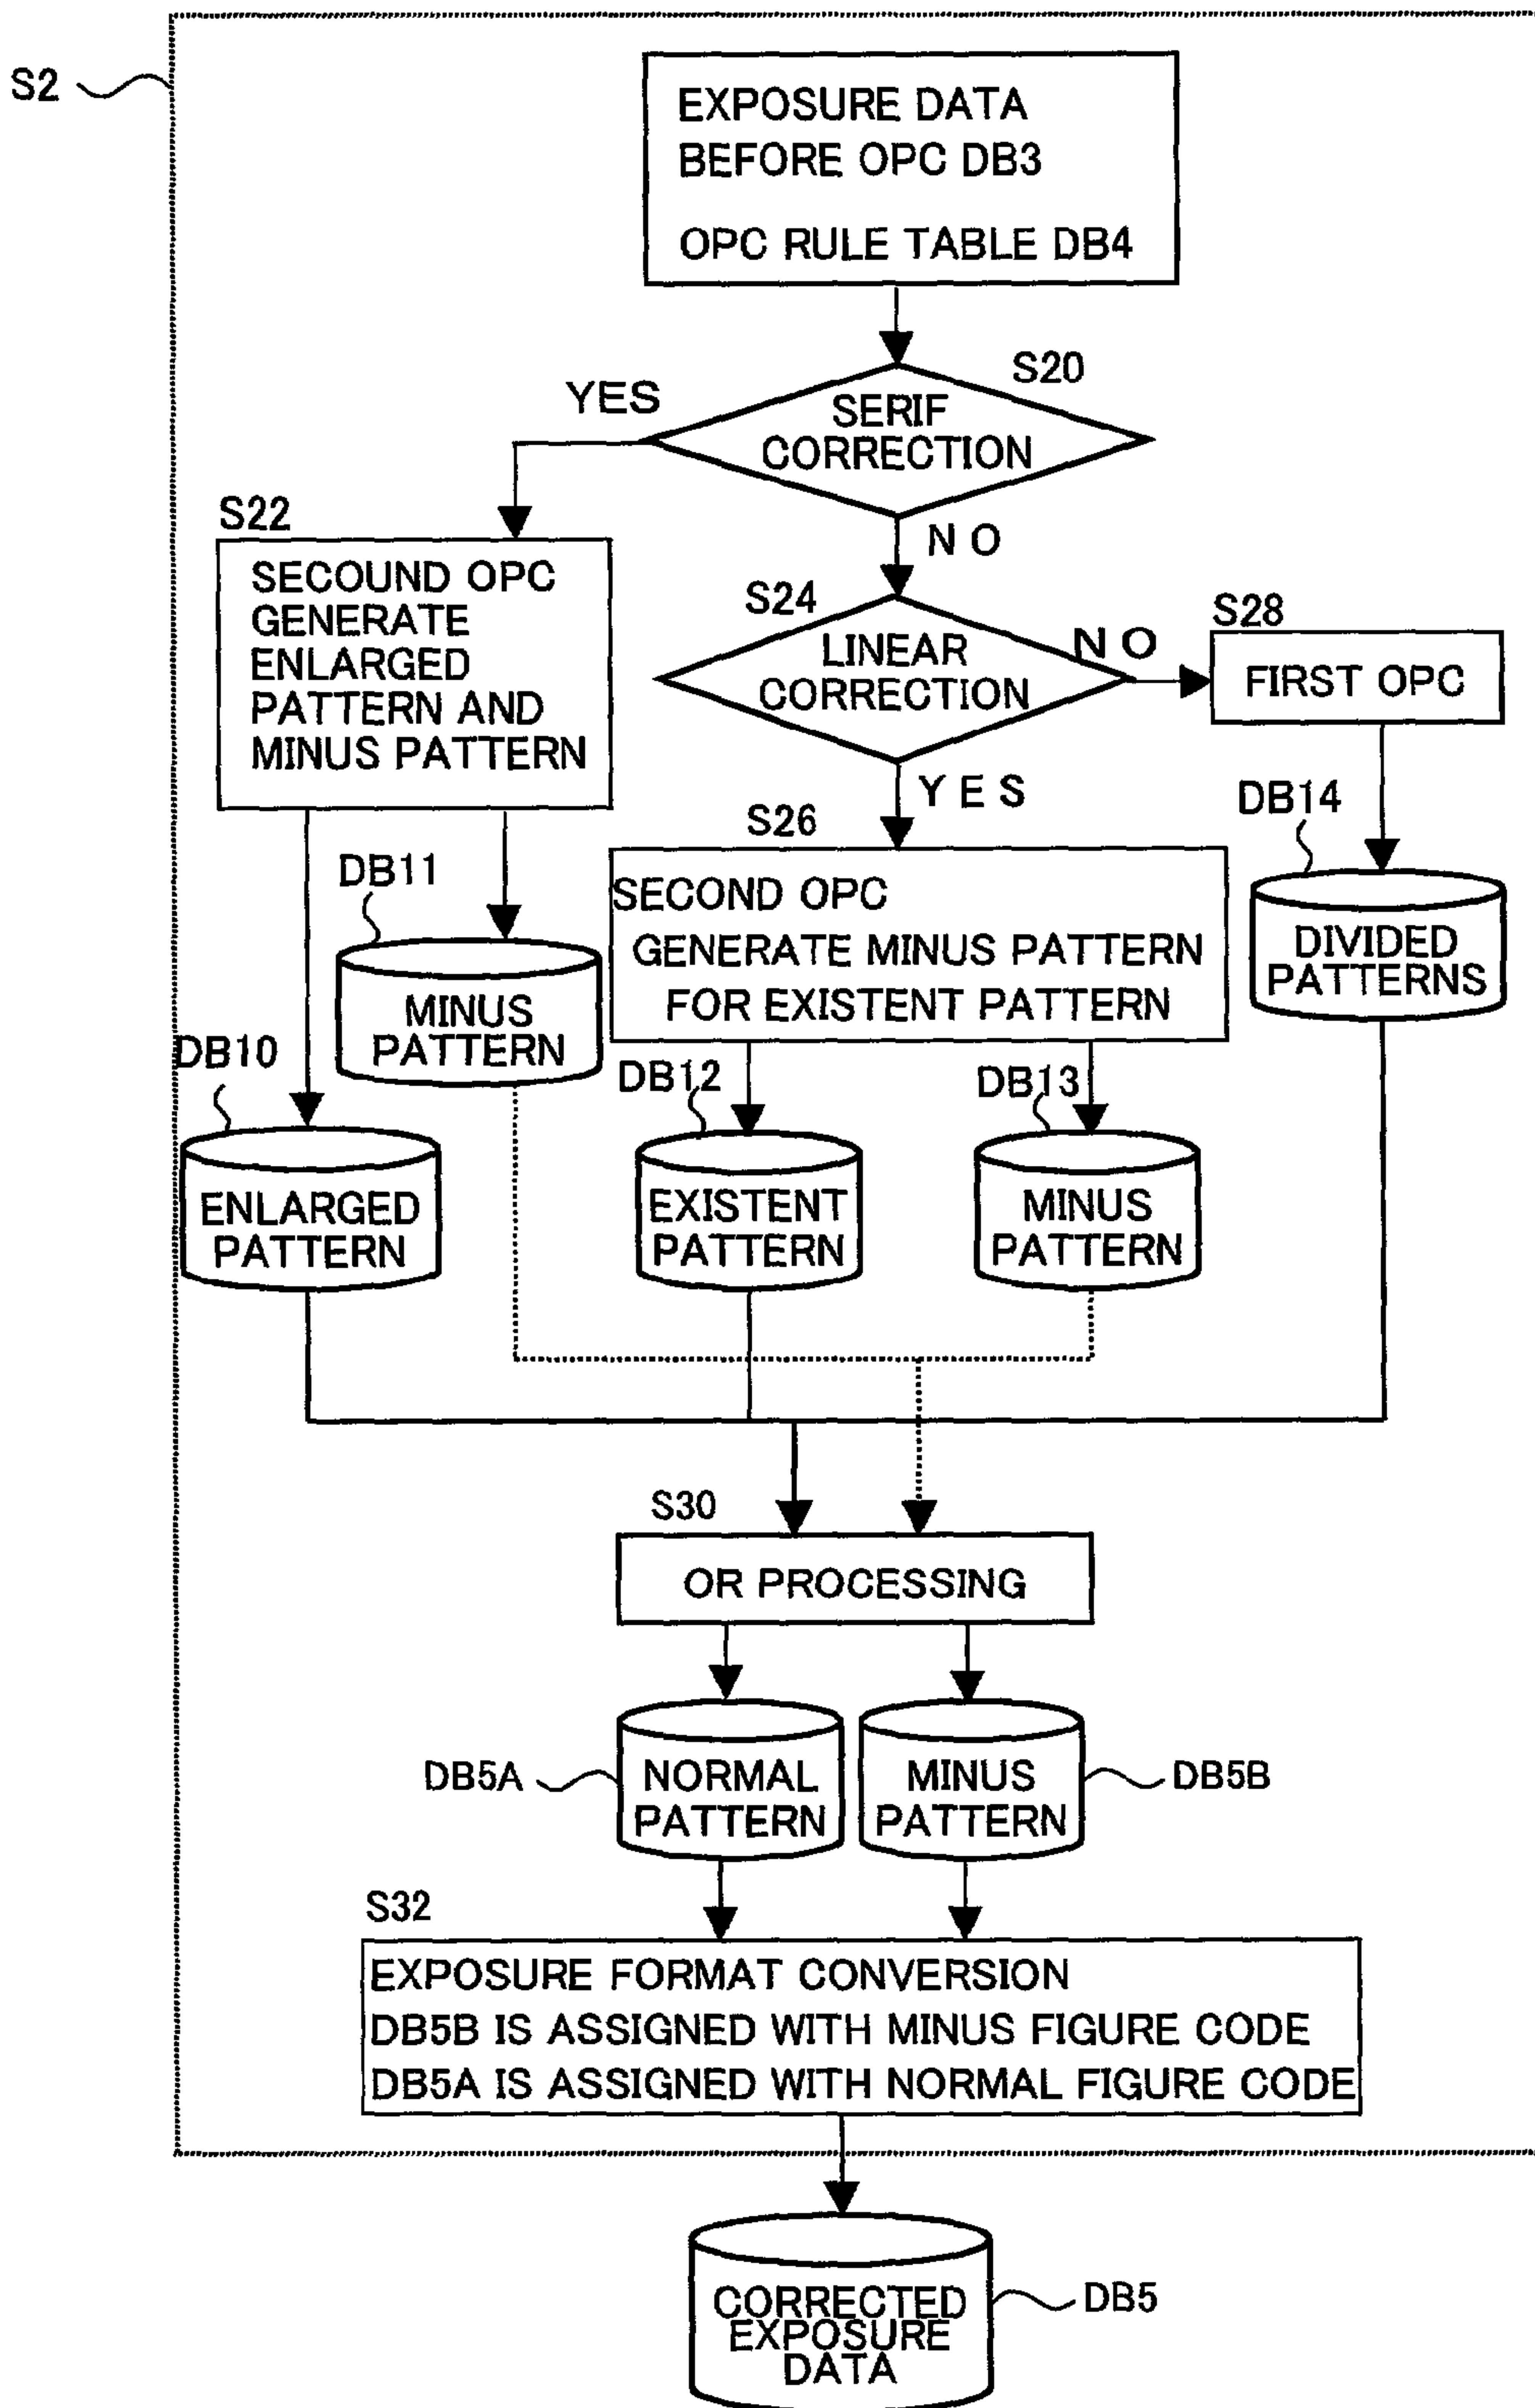 S2
EXPOSURE DATA
BEFORE OPC DB3
OPC RULE TABLE DB4
S20
YES
SERIF
CORRECTION
S22
NO
SECOUND OPC
GENERATE
ENLARGED
PATTERN AND
MINUS PATTERN
S24
LINEAR
CORRECTION
NO
S28
FIRST OPC
YES
S26
DB14
DB11
SECOND OPC
GENERATE MINUS PATTERN
FOR EXISTENT PATTERN
DIVIDED
PATTERNS
MINUS
PATTERN
DB10
DB12
DB13
ENLARGED
PATTERN
EXISTENT
PATTERN
MINUS
PATTERN
S30
OR PROCESSING
DB5A
NORMAL
PATTERN
MINUS
PATTERN
DB5B
S32
EXPOSURE FORMAT CONVERSION
DB5B IS ASSIGNED WITH MINUS FIGURE CODE
DB5A IS ASSIGNED WITH NORMAL FIGURE CODE
CORRECTED
EXPOSURE
DATA
DB5